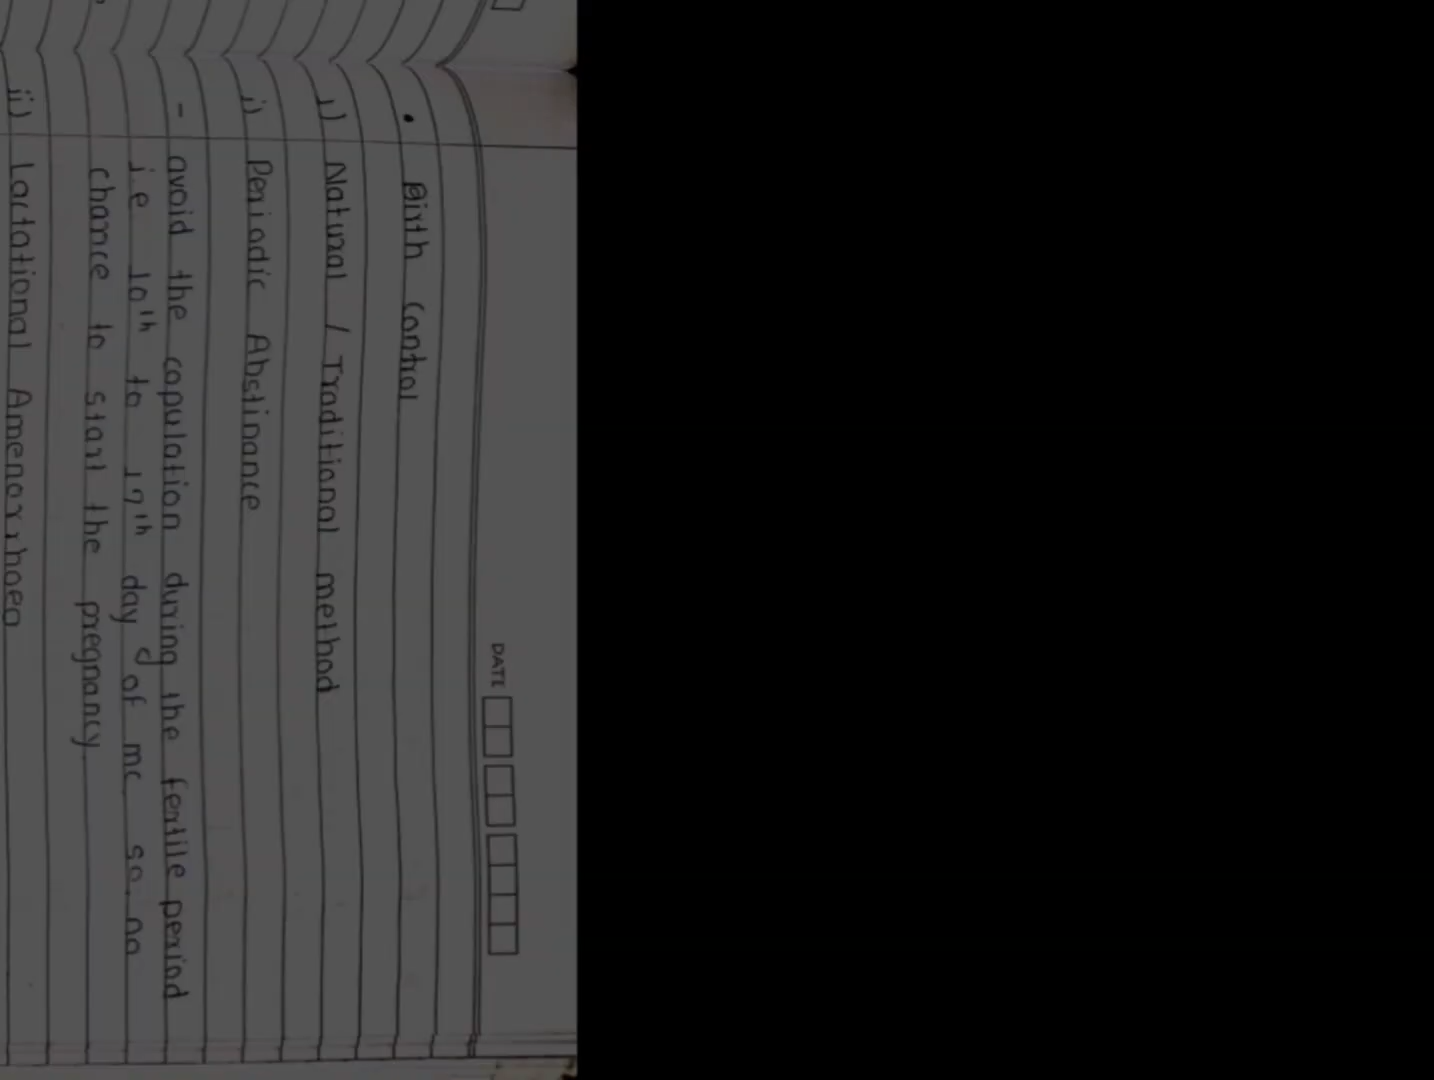 DATE
• Birth control
1) Natural / Traditional method
i) Periodic Abstinance
- avoid the copulation during the fertile period
i.e 10th to 17th day of mc so, no
chance to start the pregnancy
ii) Lactational Amenorrhoea